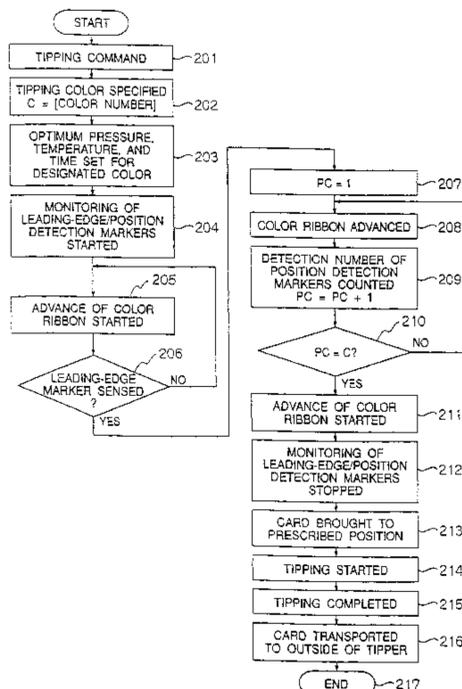 START
TIPPING COMMAND
201
TIPPING COLOR SPECIFIED
C = [COLOR NUMBER]
202
OPTIMUM PRESSURE,
TEMPERATURE, AND
TIME SET FOR
DESIGNATED COLOR
203
MONITORING OF
LEADING-EDGE/POSITION
DETECTION MARKERS
STARTED
204
205
ADVANCE OF COLOR
RIBBON STARTED
206
LEADING-EDGE
MARKER SENSED
?
NO
YES
PC = 1
207
COLOR RIBBON ADVANCED
208
DETECTION NUMBER OF
POSITION DETECTION
MARKERS COUNTED
PC = PC + 1
209
210
PC = C?
NO
YES
ADVANCE OF COLOR
RIBBON STARTED
211
MONITORING OF
LEADING-EDGE/POSITION
DETECTION MARKERS
STOPPED
212
CARD BROUGHT TO
PRESCRIBED POSITION
213
TIPPING STARTED
214
TIPPING COMPLETED
215
CARD TRANSPORTED
TO OUTSIDE OF TIPPER
216
END
217